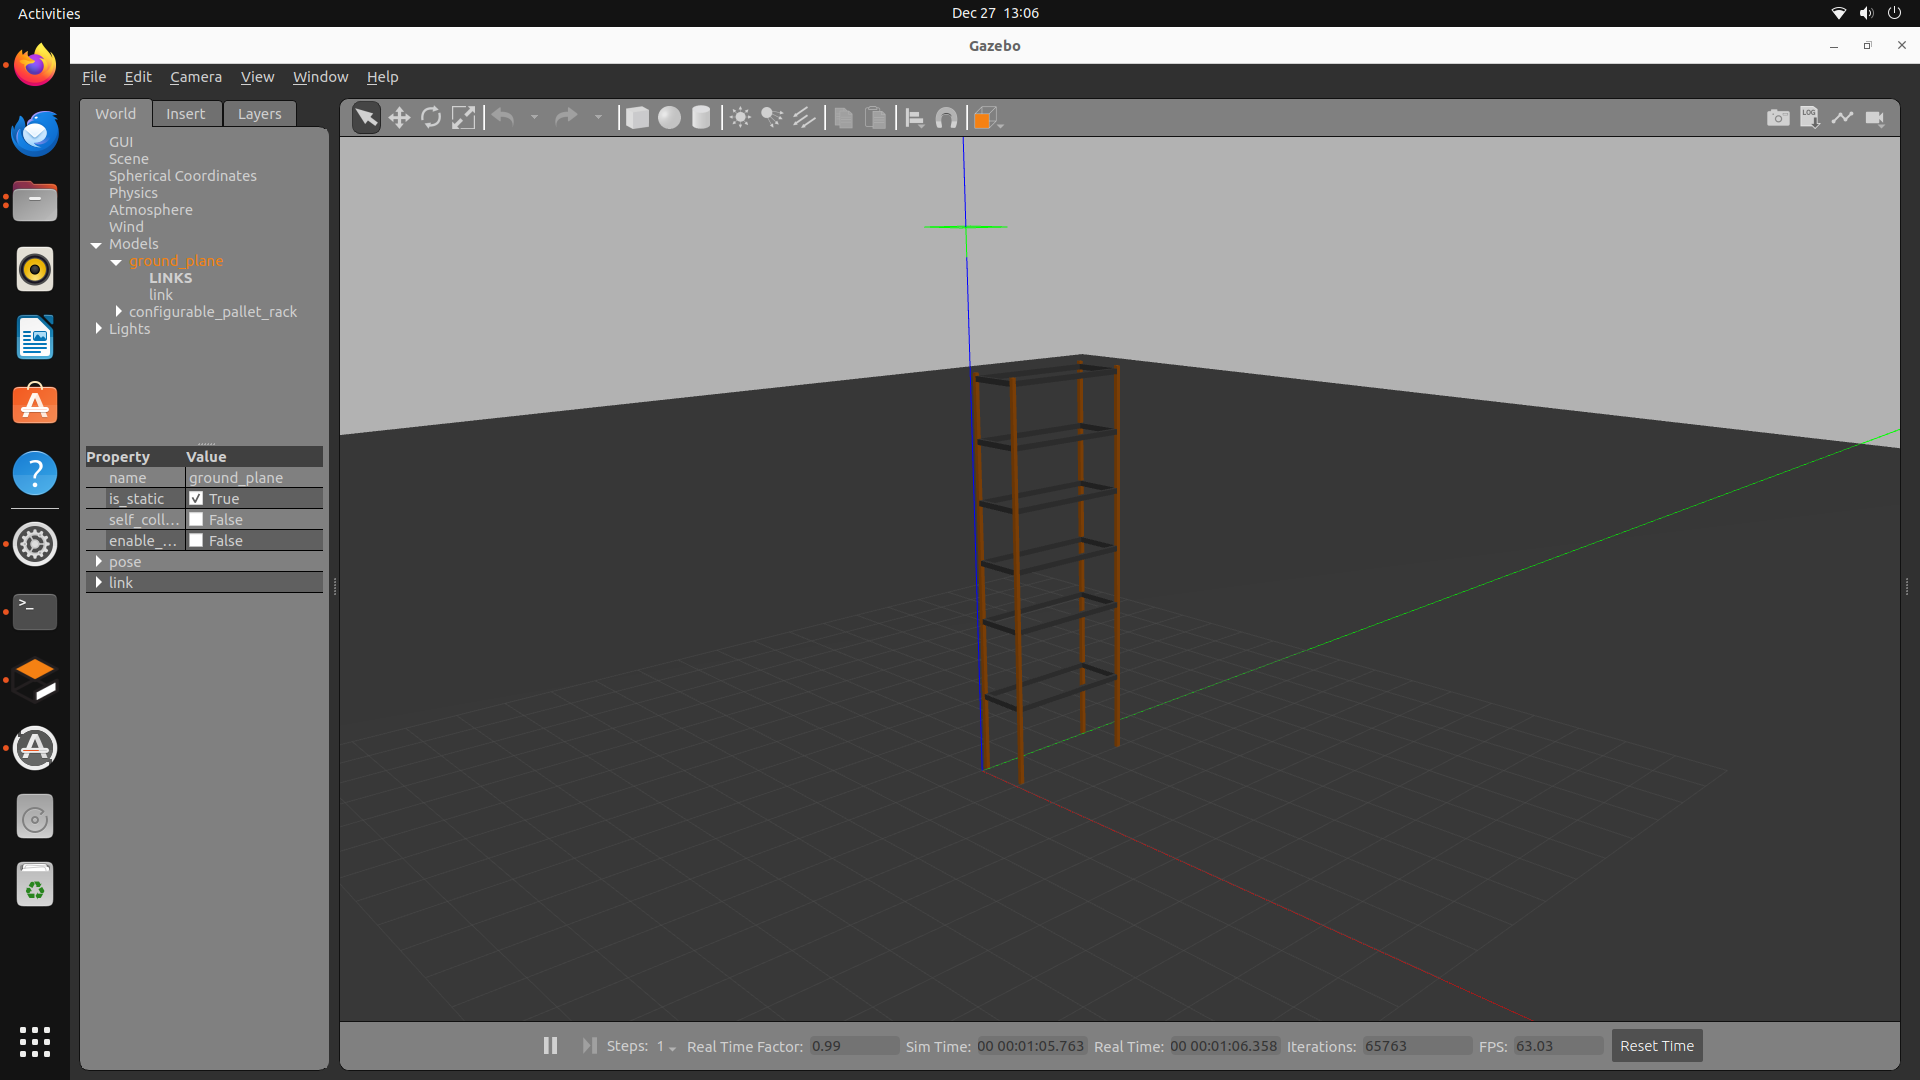 Activities
Dec 27 13:06
Gazebo
File Edit Camera View Window Help
World Insert Layers
GUI
Scene
Spherical Coordinates
Physics
Atmosphere
Wind
Models
ground_plane
LINKS
link
configurable_pallet_rack
Lights
Property Value
name ground_plane
is_static True
self_coll... False
enable_... False
pose
link
LOG
Steps: 1 Real Time Factor: 0.99 Sim Time: 00 00:01:05.763 Real Time: 00 00:01:06.358 Iterations: 65763 FPS: 63.03 Reset Time